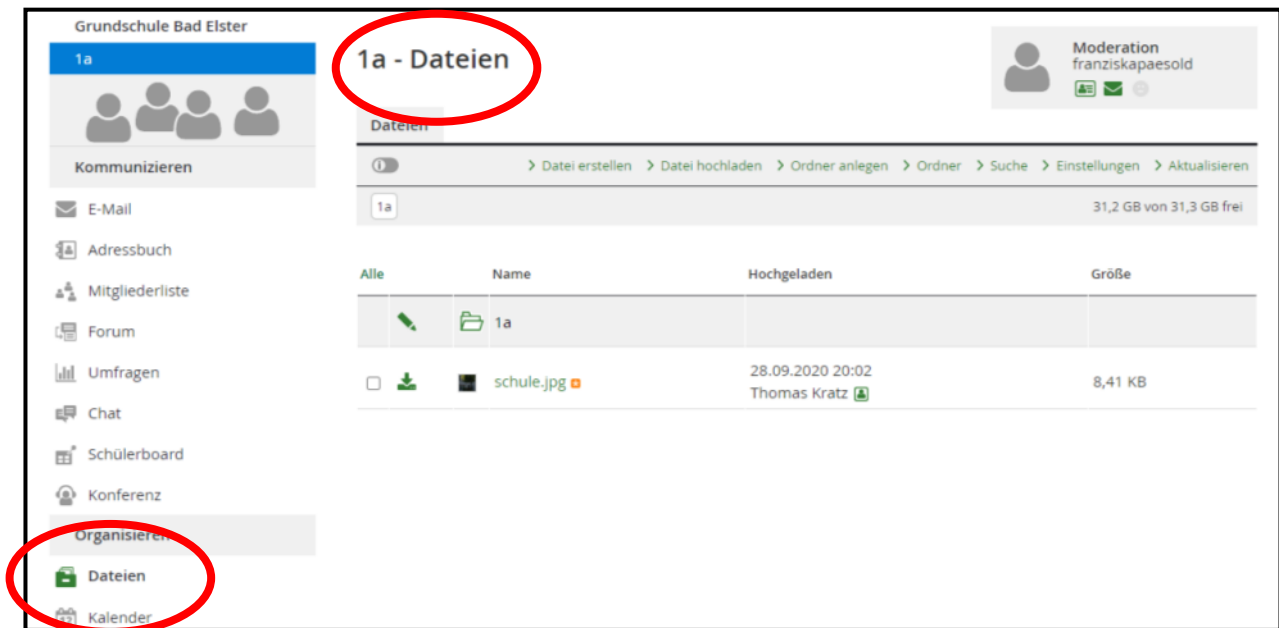 Grundschule Bad Elster
1a
Kommunizieren
E-Mail
Adressbuch
Mitgliederliste
Forum
Umfragen
Chat
Schülerboard
Konferenz
Organisieren
Dateien
Kalender
1a - Dateien
Moderation
franziskapaesold
Dateien
Datei erstellen Datei hochladen Ordner anlegen Ordner Suche Einstellungen Aktualisieren
1a 31,2 GB von 31,3 GB frei
Alle Name Hochgeladen Größe
1a
schule.jpg 28.09.2020 20:02 8,41 KB
Thomas Kratz